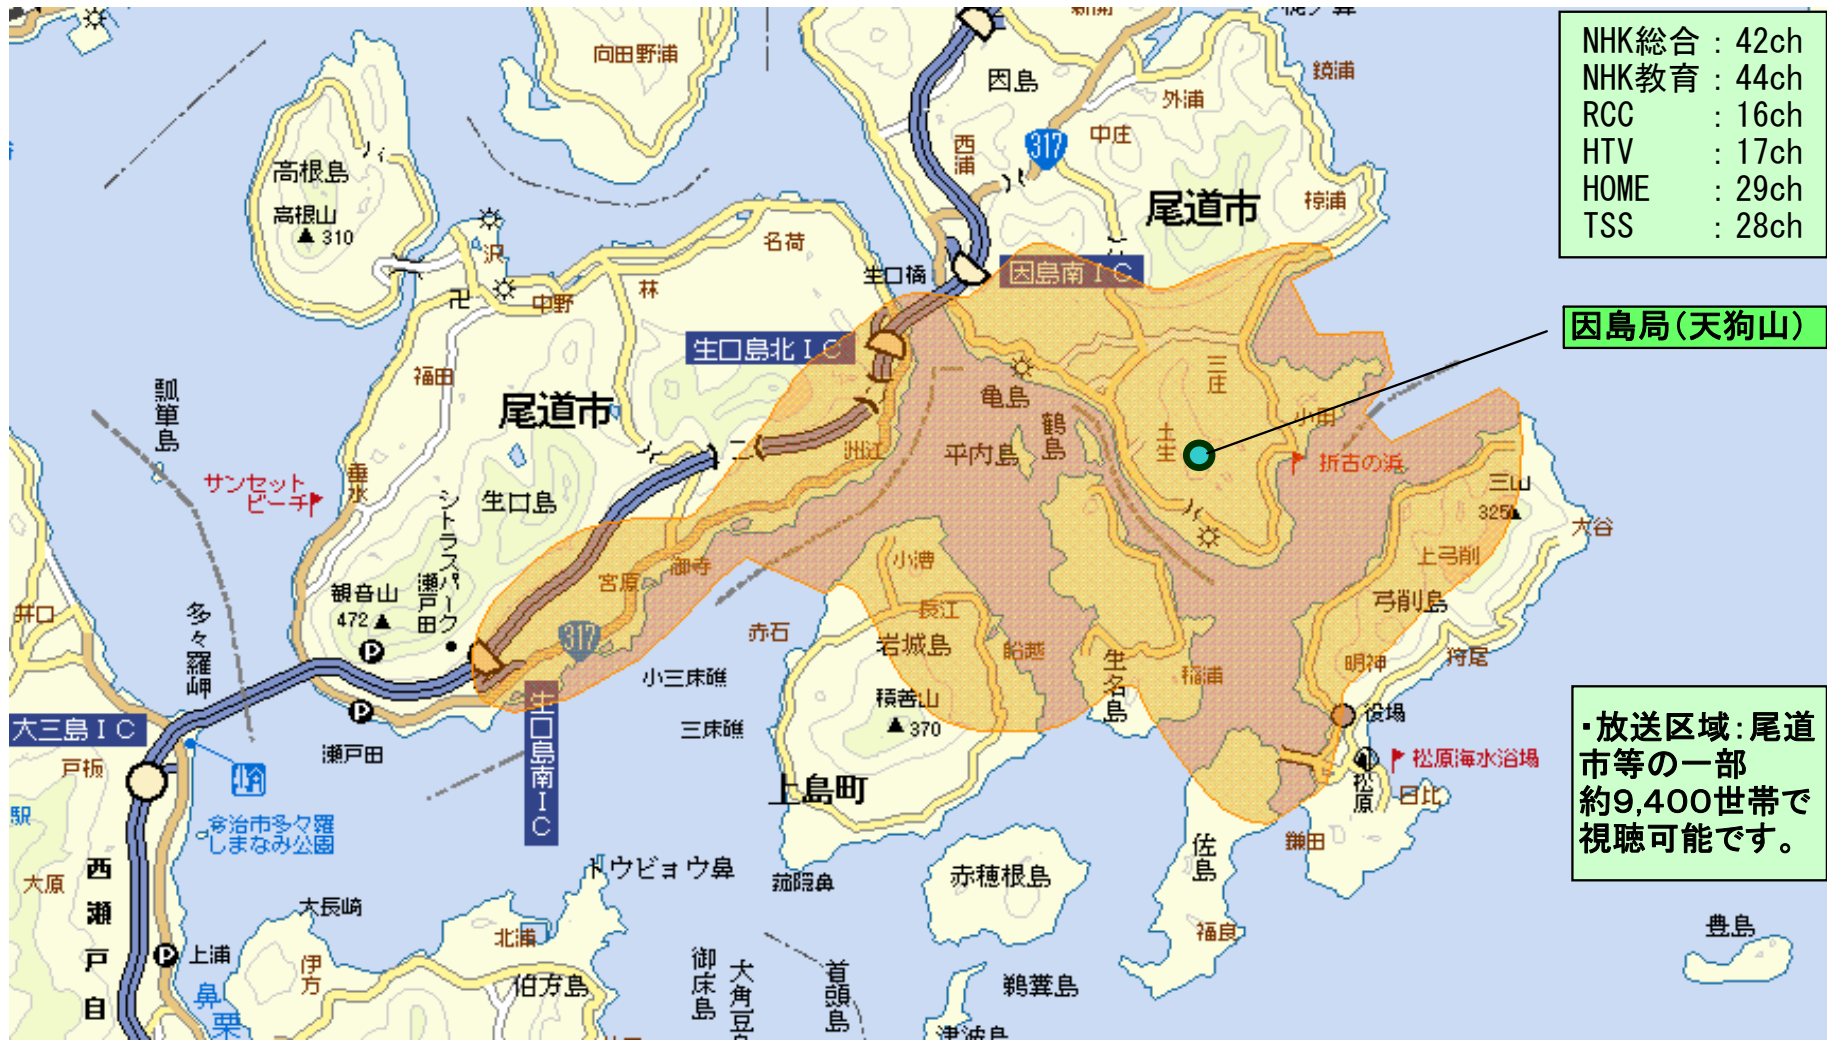 NHK総合：42ch
NHK教育：44ch
RCC：16ch
HTV：17ch
HOME：29ch
TSS：28ch
因島局（天狗山）
・放送区域：尾道
市等の一部
約9,400世帯で
視聴可能です。
向田野浦
因島
鏡浦
外浦
中庄
西浦
317
尾道市
椋浦
高根島
高根山
310
沢
名荷
生口橋
因島南ＩＣ
林
中野
生口島北ＩＣ
福田
瓢箪島
尾道市
三庄
亀島
鶴島
土生
小用
平内島
洲江
折古の浜
サンセット
ビーチ
垂水
生口島
シトラスパーク
瀬戸田
三山
325
大谷
御寺
宮原
小漕
上弓削
弓削島
観音山
472
長江
井口
多々羅岬
317
赤石
岩城島
船越
生名島
稲浦
明神
狩尾
小三床礁
積善山
370
三床礁
役場
大三島ＩＣ
瀬戸田
生口島南ＩＣ
松原海水浴場
松原
日比
戸板
上島町
駅
今治市多々羅
しまなみ公園
鎌田
佐島
トウビョウ鼻
赤穂根島
大原
西瀬戸自
大長崎
北浦
福良
豊島
上浦
伊方
伯方島
御床島
大角豆島
首頭島
鵜糞島
津波島
鼻栗